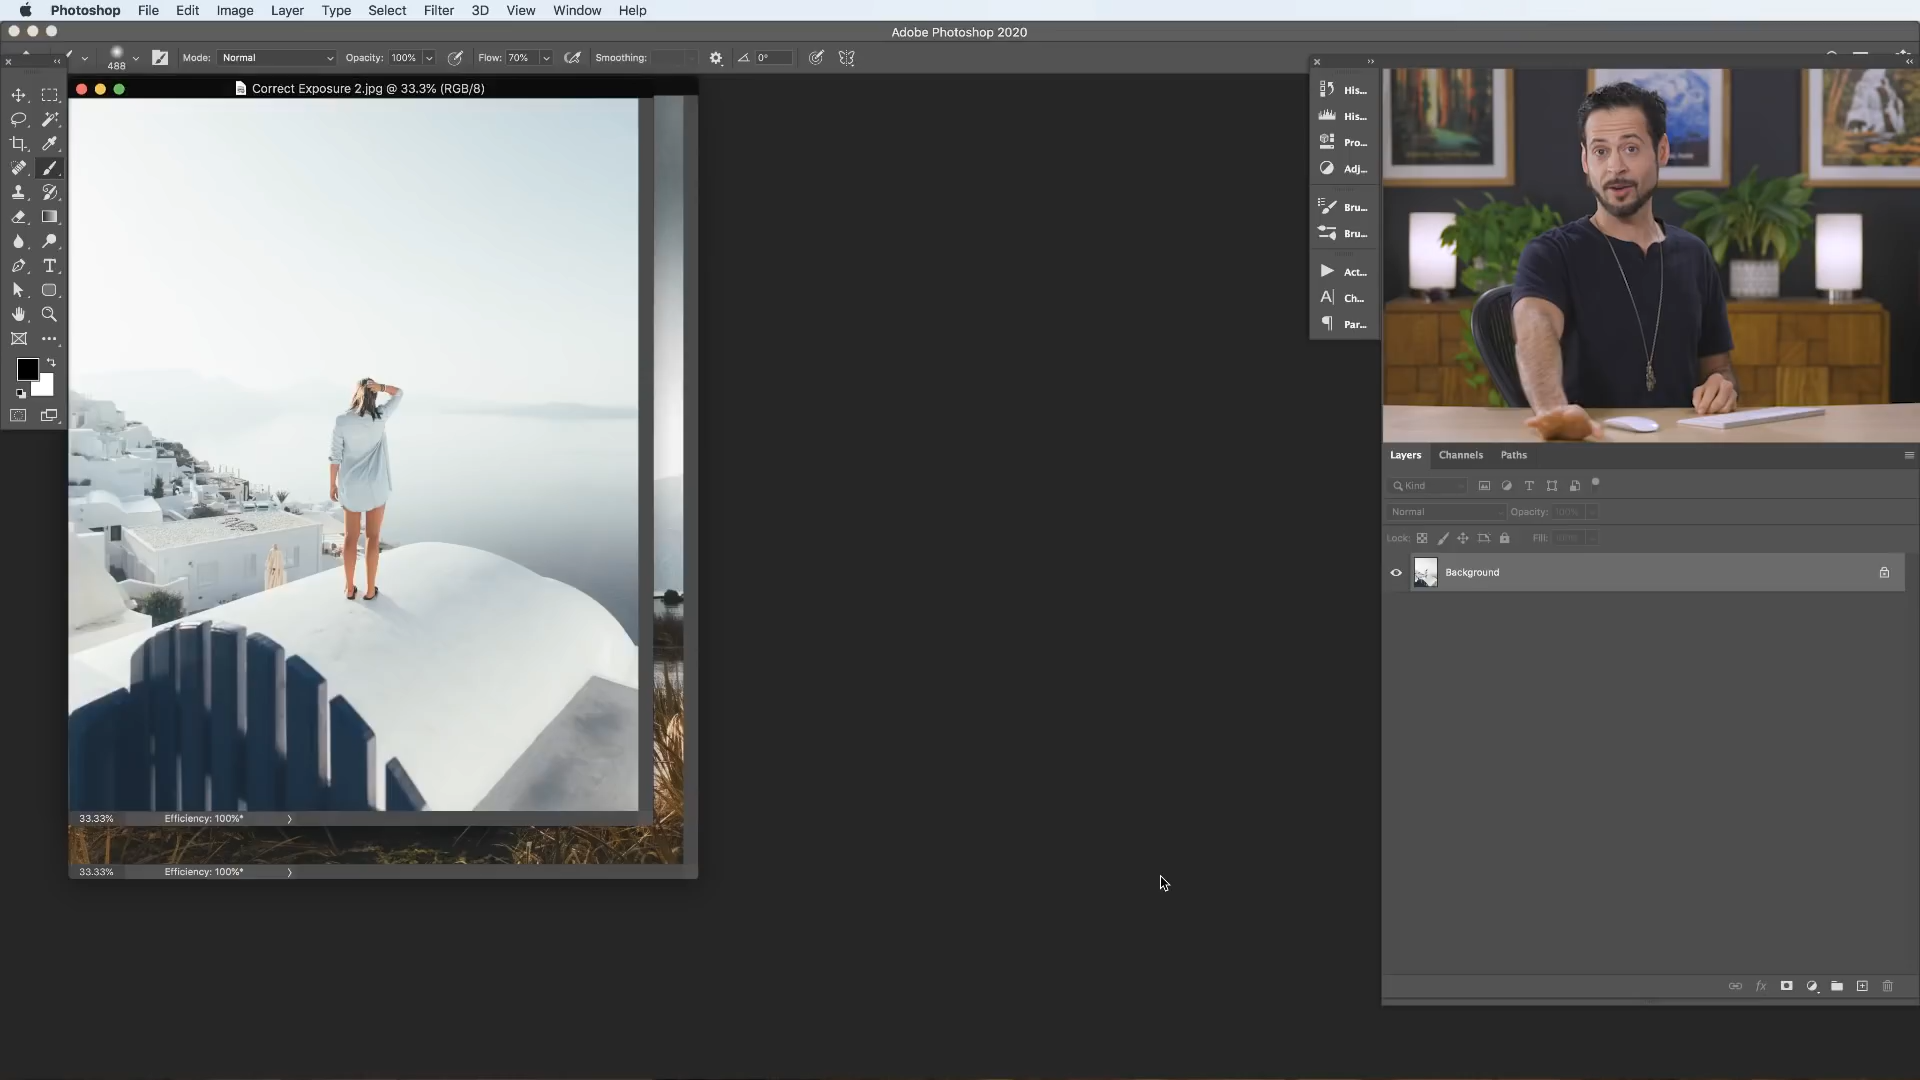 Photoshop File Edit Image Layer Type Select Filter 3D View Window Help
Adobe Photoshop 2020
488 Mode: Normal Opacity: 100% Flow: 70% Smoothing: 0°
Correct Exposure 2.jpg @ 33.3% (RGB/8)
His...
His...
Pro...
Adj...
Bru...
Bru...
Act...
Ch...
Par...
Layers Channels Paths
Kind
Normal Opacity: 100%
Lock: Fill:
Background
fx
33.33% Efficiency: 100%*
33.33% Efficiency: 100%*